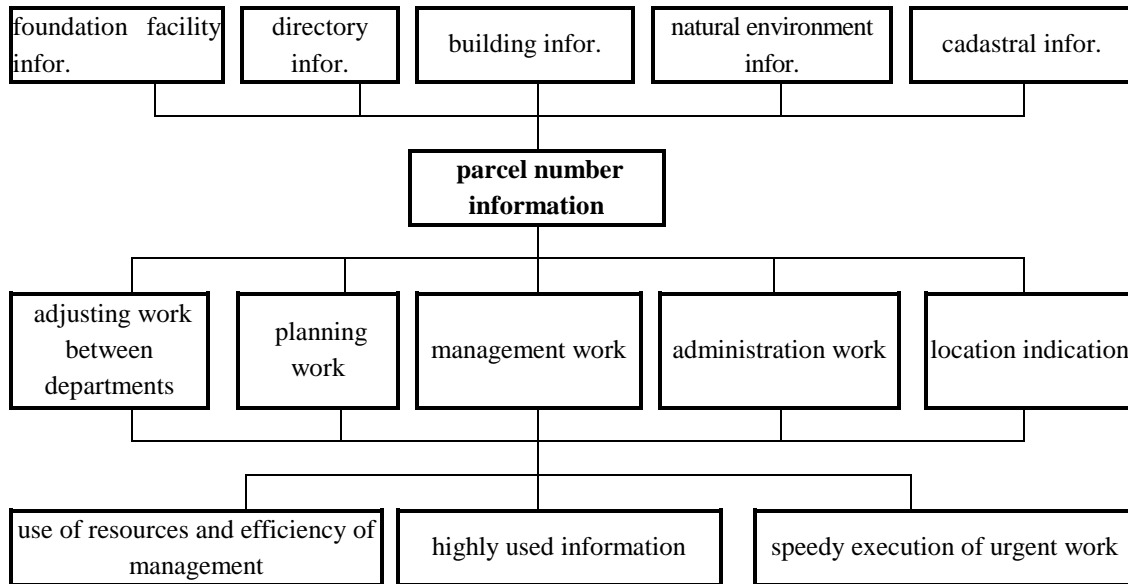 foundation facility
infor.
directory
infor.
building infor.
natural environment
infor.
cadastral infor.
parcel number
information
adjusting work
between
departments
planning
work
management work
administration work
location indication
use of resources and efficiency of
management
highly used information
speedy execution of urgent work